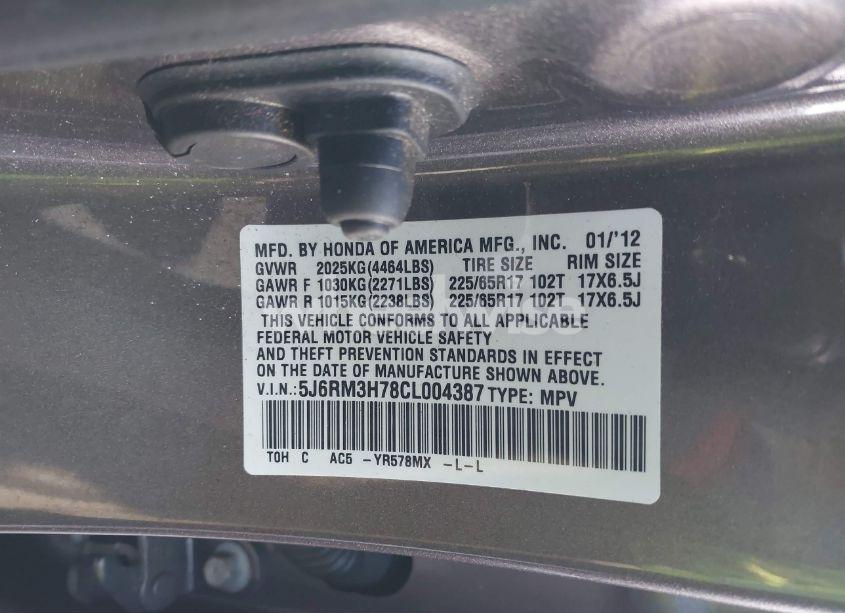 MFD. BY HONDA OF AMERICA MFG., INC. 01/'12
GVWR 2025KG(4464LBS) TIRE SIZE RIM SIZE
GAWR F 1030KG(2271LBS) 225/65R17 102T 17X6.5J
GAWR R 1015KG(2238LBS) 225/65R17 102T 17X6.5J
THIS VEHICLE CONFORMS TO ALL APPLICABLE
FEDERAL MOTOR VEHICLE SAFETY
AND THEFT PREVENTION STANDARDS IN EFFECT
ON THE DATE OF MANUFACTURE SHOWN ABOVE.
V.I.N.:5J6RM3H78CL004387 TYPE: MPV
TOH C AC5 -YR578MX -L-L